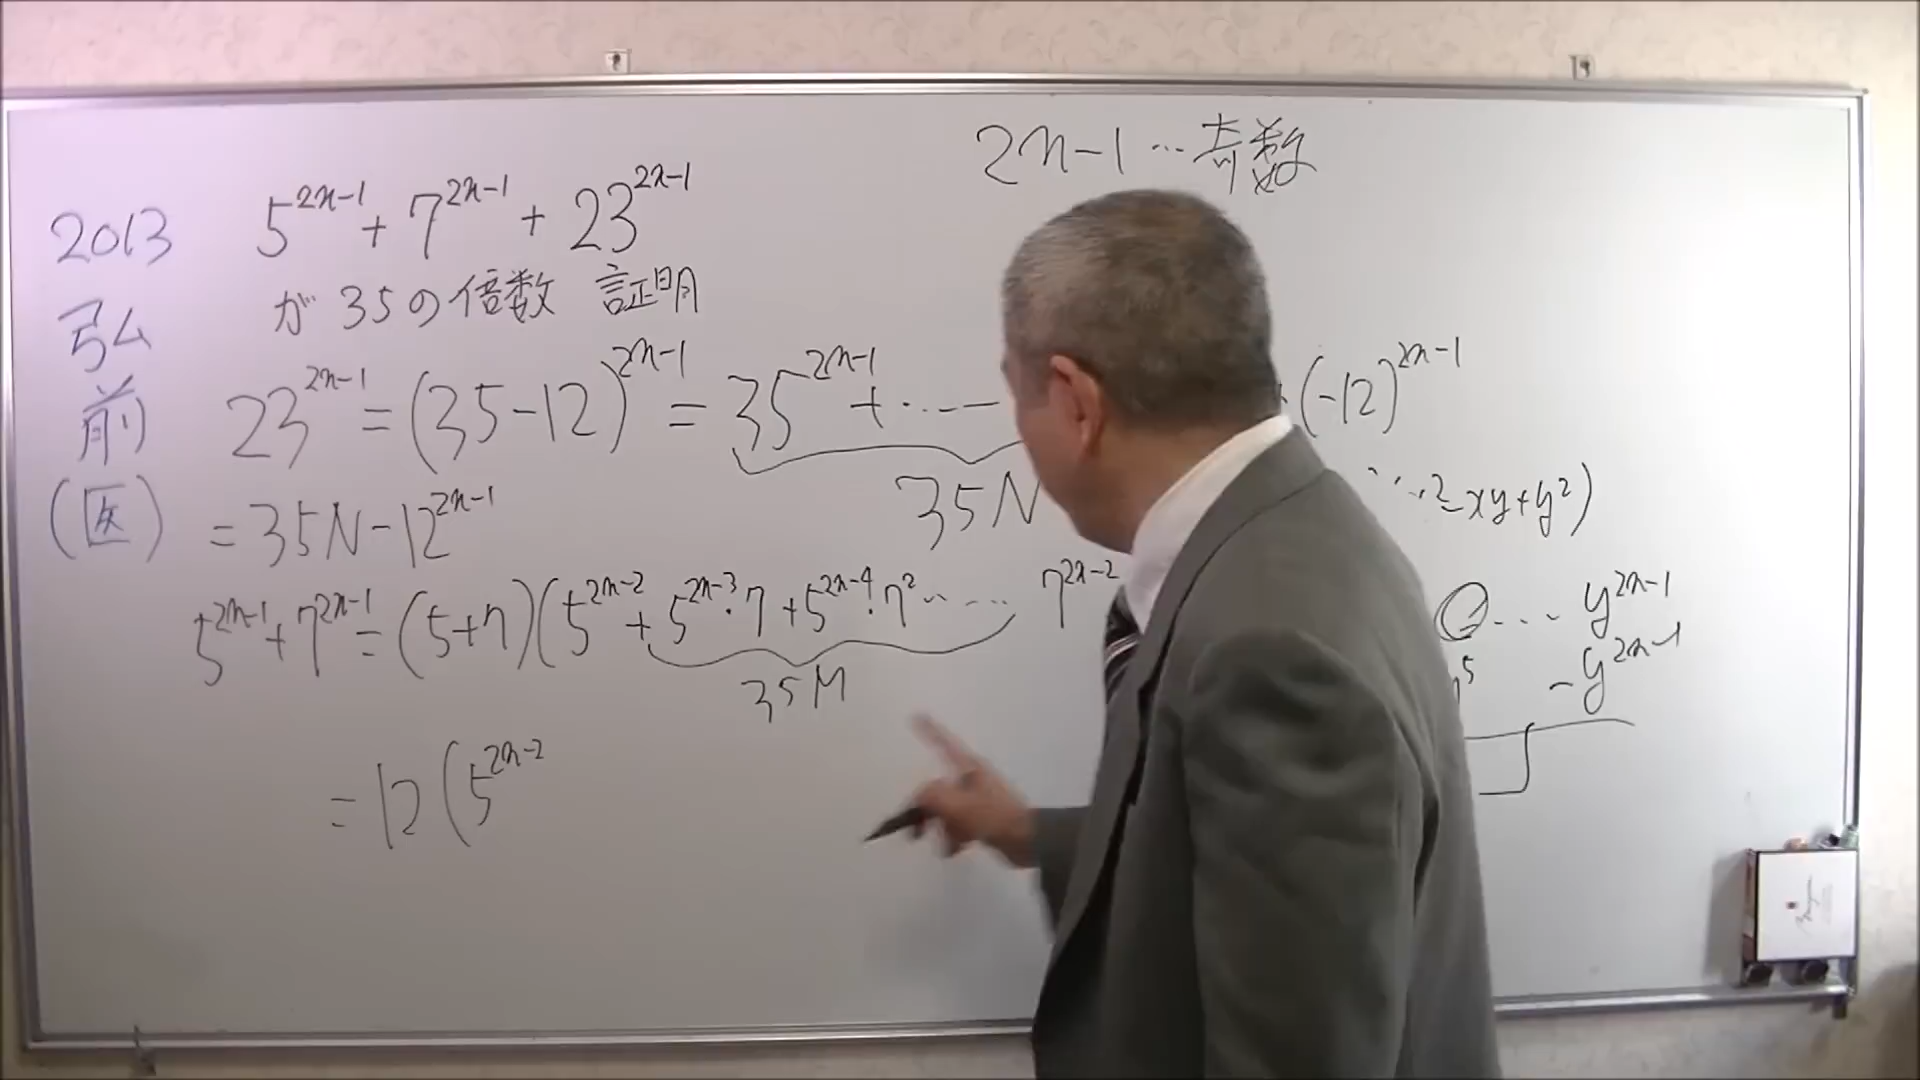 2n-1…奇数
2013 弘前(医)
5^{2n-1}+7^{2n-1}+23^{2n-1}
が35の倍数 証明
23^{2n-1}=(35-12)^{2n-1}=35^{2n-1}+…… (-12)^{2n-1}
35N
=35N-12^{2n-1}
-xy+y^2)
5^{2n-1}+7^{2n-1}=(5+7)(5^{2n-2}+5^{2n-3}・7+5^{2n-4}・7^2…… 7^{2n-2}
… y^{2n-1}
35M
-y^{2n-1}
=12(5^{2n-2}